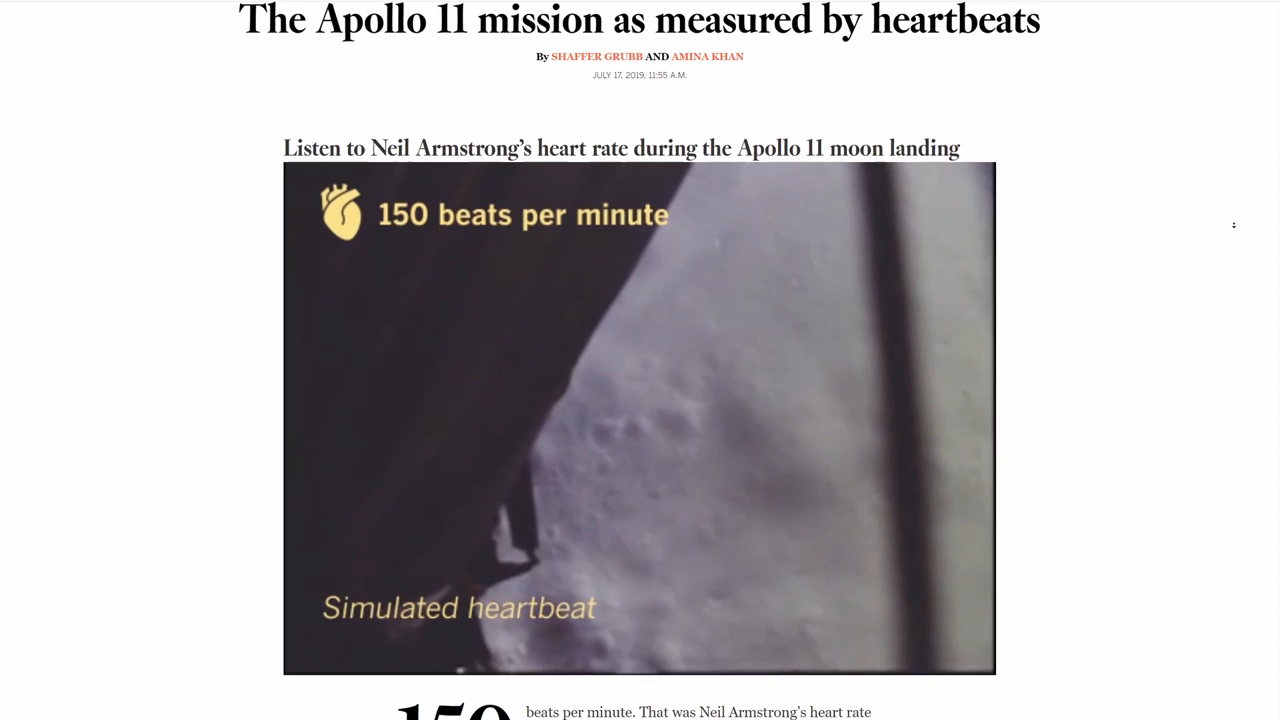 The Apollo 11 mission as measured by heartbeats
By SHAFFER GRUBB AND AMINA KHAN
JULY 17, 2019, 11:55 A.M.
Listen to Neil Armstrong’s heart rate during the Apollo 11 moon landing
150 beats per minute
Simulated heartbeat
150 beats per minute. That was Neil Armstrong’s heart rate